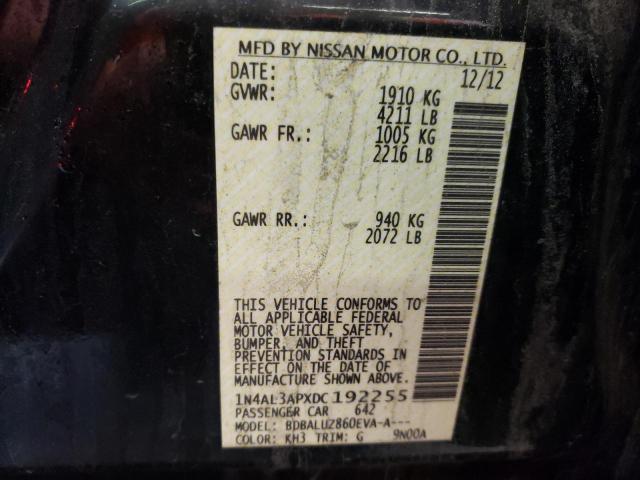 MFD BY NISSAN MOTOR CO., LTD.
DATE: 12/12
GVWR: 1910 KG
4211 LB
GAWR FR.: 1005 KG
2216 LB
GAWR RR.: 940 KG
2072 LB
THIS VEHICLE CONFORMS TO
ALL APPLICABLE FEDERAL
MOTOR VEHICLE SAFETY,
BUMPER, AND THEFT
PREVENTION STANDARDS IN
EFFECT ON THE DATE OF
MANUFACTURE SHOWN ABOVE.
1N4AL3APXDC192255
PASSENGER CAR 642
MODEL: BDBALUZ860EVA-A---
COLOR: KH3 TRIM: G 9N00A